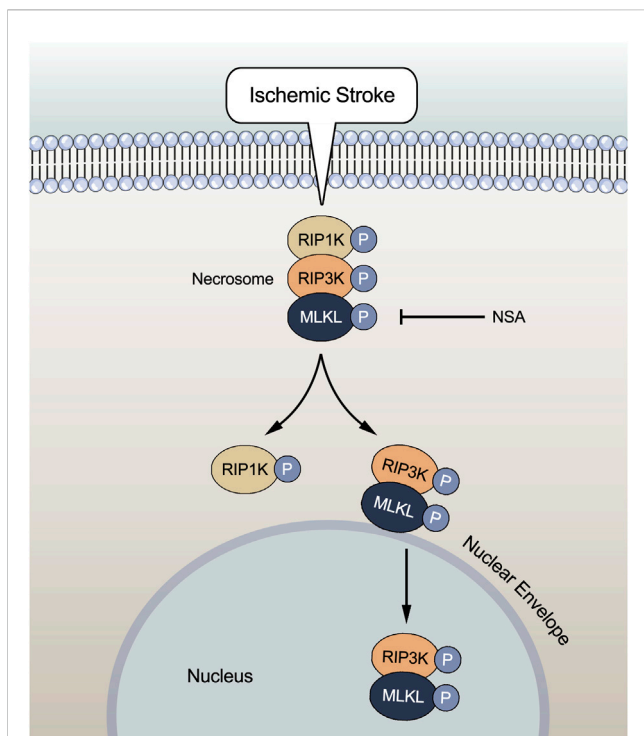 Ischemic Stroke
RIP1K P
Necrosome RIP3K P
MLKL P NSA
RIP1K P
RIP3K P
MLKL P
Nuclear Envelope
Nucleus
RIP3K P
MLKL P